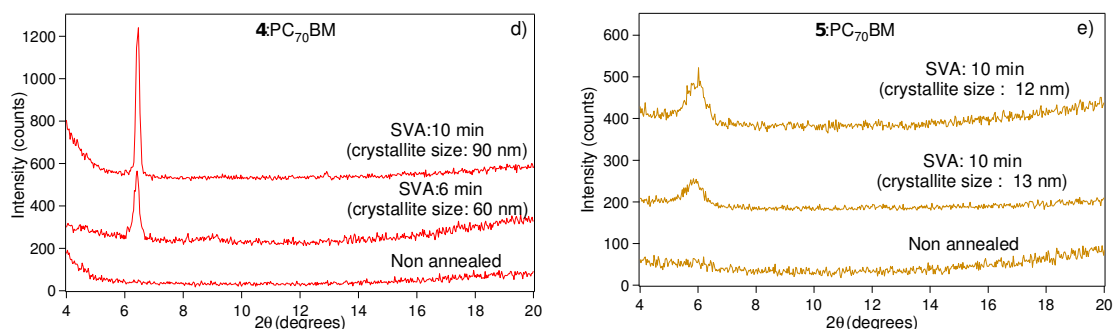 4:PC70BM
d)
1200
1000
800
600
400
200
0
Intensity (counts)
SVA:10 min
(crystallite size: 90 nm)
SVA:6 min
(crystallite size: 60 nm)
Non annealed
4 6 8 10 12 14 16 18 20
2θ(degrees)
5:PC70BM
e)
600
500
400
300
200
100
0
Intensity (counts)
SVA: 10 min
(crystallite size : 12 nm)
SVA: 10 min
(crystallite size : 13 nm)
Non annealed
4 6 8 10 12 14 16 18 20
2θ(degrees)